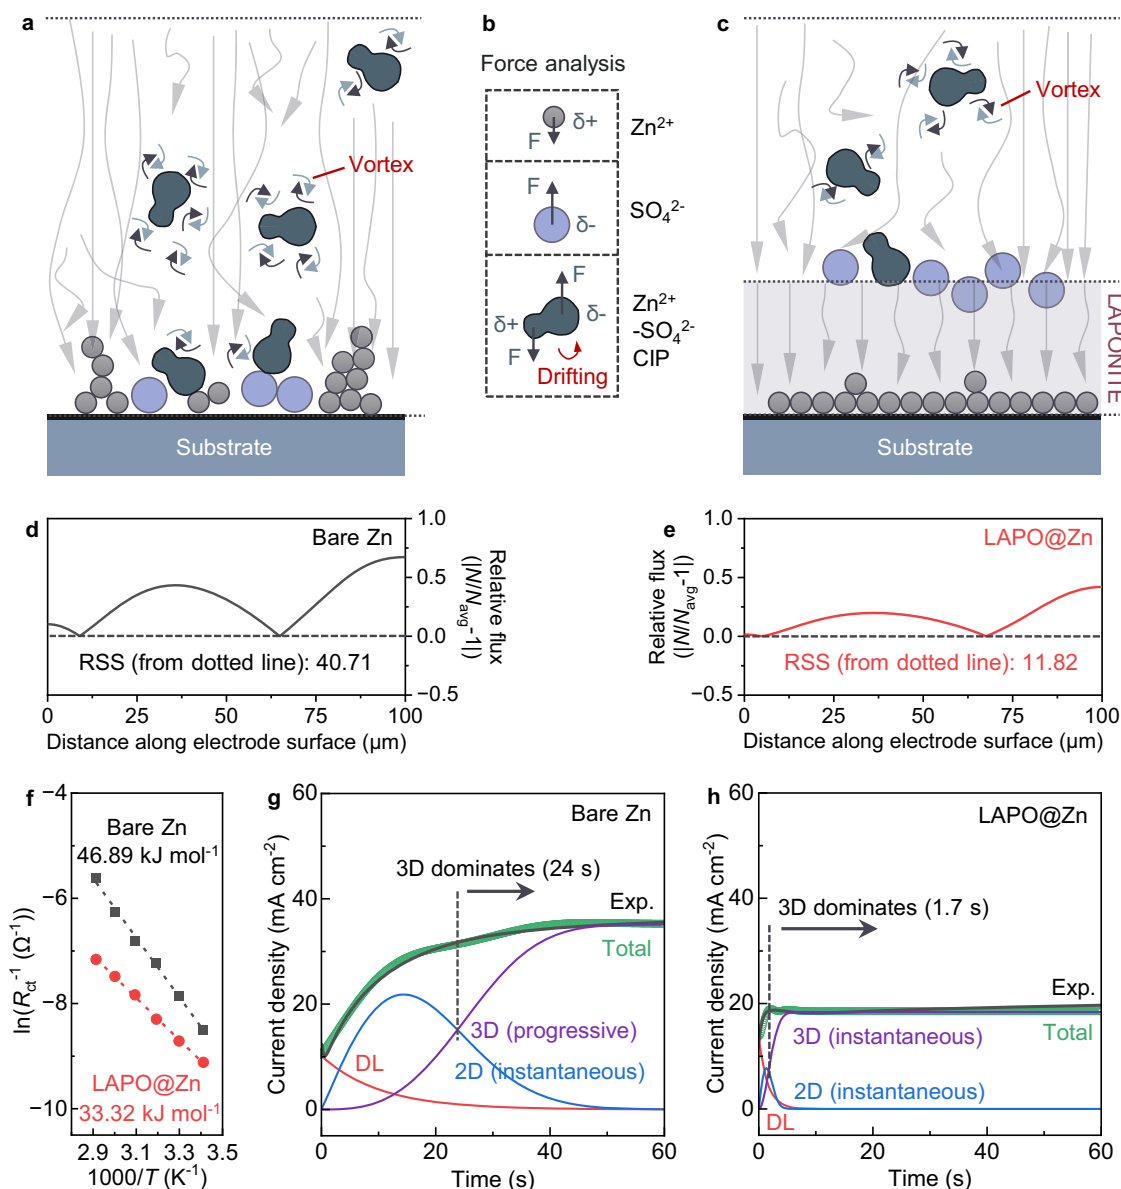 a
Vortex
Substrate
b
Force analysis
F
δ+
Zn²⁺
F
δ-
SO₄²⁻
F
δ+
δ-
F
Drifting
Zn²⁺
-SO₄²⁻
CIP
c
Vortex
LAPONITE
Substrate
d
Bare Zn
1.0
0.5
0.0
−0.5
Relative flux
(|N/Navg-1|)
RSS (from dotted line): 40.71
0 25 50 75 100
Distance along electrode surface (μm)
e
LAPO@Zn
1.0
0.5
0.0
−0.5
Relative flux
(|N/Navg-1|)
RSS (from dotted line): 11.82
0 25 50 75 100
Distance along electrode surface (μm)
f
−4
−6
−8
−10
ln(Rct⁻¹ (Ω⁻¹))
Bare Zn
46.89 kJ mol⁻¹
LAPO@Zn
33.32 kJ mol⁻¹
2.9 3.1 3.3 3.5
1000/T (K⁻¹)
g
60
40
20
0
Current density (mA cm⁻²)
Bare Zn
3D dominates (24 s)
Exp.
Total
3D (progressive)
DL
2D (instantaneous)
0 20 40 60
Time (s)
h
60
40
20
0
Current density (mA cm⁻²)
LAPO@Zn
3D dominates (1.7 s)
Exp.
Total
3D (instantaneous)
2D (instantaneous)
DL
0 20 40 60
Time (s)